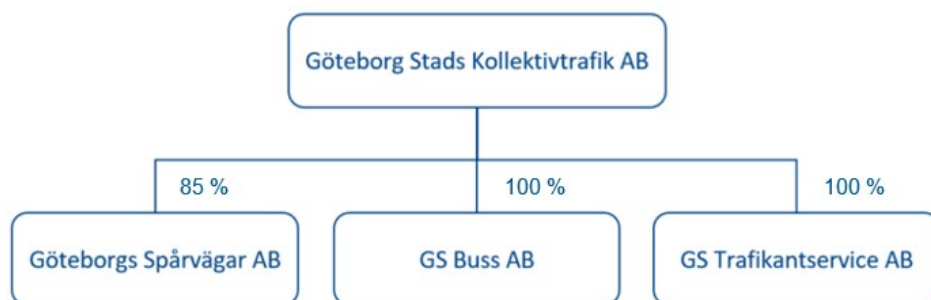 Göteborg Stads Kollektivtrafik AB
85 %
100 %
100 %
Göteborgs Spårvägar AB
GS Buss AB
GS Trafikantservice AB